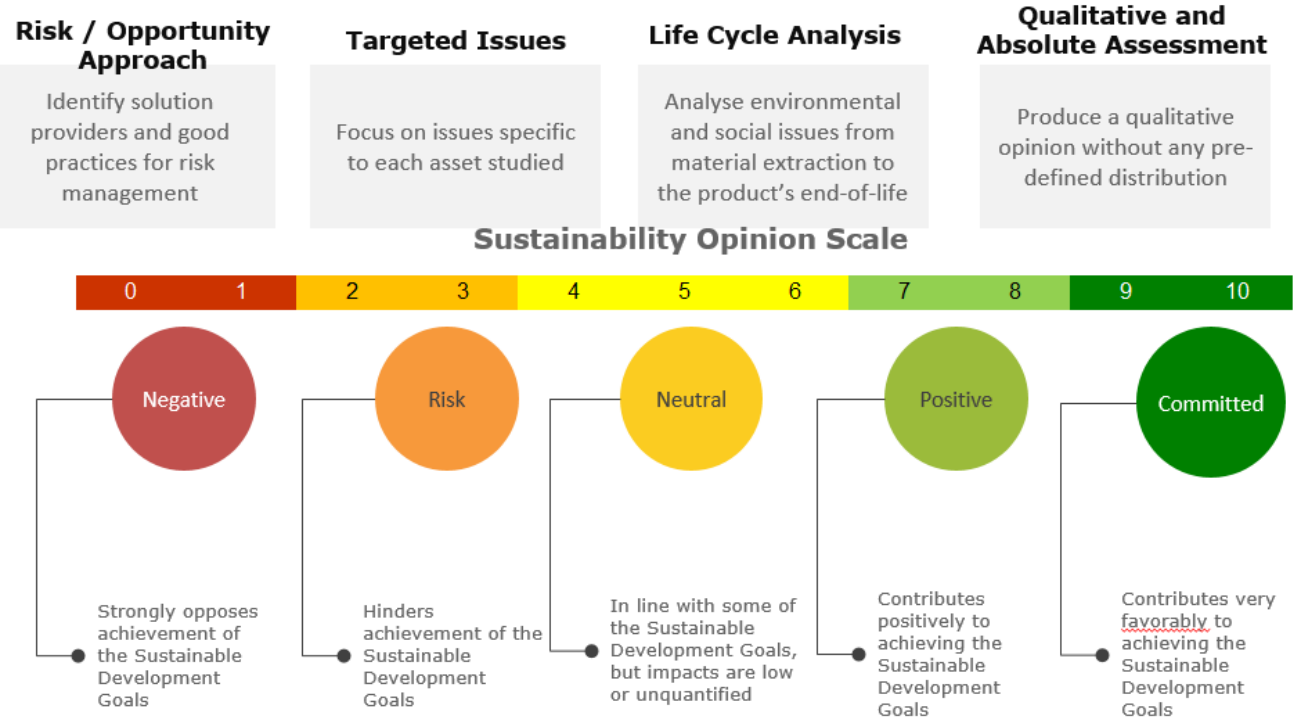 Risk / Opportunity
Approach
Identify solution
providers and good
practices for risk
management
Targeted Issues
Focus on issues specific
to each asset studied
Life Cycle Analysis
Analyse environmental
and social issues from
material extraction to
the product’s end-of-life
Qualitative and
Absolute Assessment
Produce a qualitative
opinion without any pre-
defined distribution
Sustainability Opinion Scale
0 1 2 3 4 5 6 7 8 9 10
Negative
Risk
Neutral
Positive
Committed
Strongly opposes
achievement of
the Sustainable
Development
Goals
Hinders
achievement of the
Sustainable
Development
Goals
In line with some of
the Sustainable
Development Goals,
but impacts are low
or unquantified
Contributes
positively to
achieving the
Sustainable
Development
Goals
Contributes very
favorably to
achieving the
Sustainable
Development
Goals